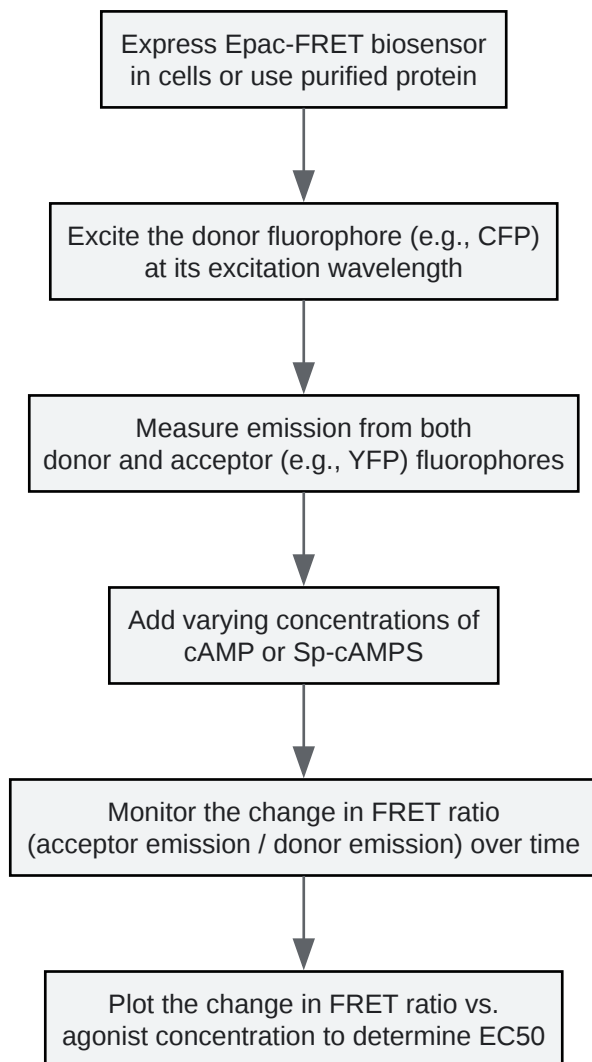 Express Epac-FRET biosensor
in cells or use purified protein
Excite the donor fluorophore (e.g., CFP)
at its excitation wavelength
Measure emission from both
donor and acceptor (e.g., YFP) fluorophores
Add varying concentrations of
cAMP or Sp-cAMPS
Monitor the change in FRET ratio
(acceptor emission / donor emission) over time
Plot the change in FRET ratio vs.
agonist concentration to determine EC50